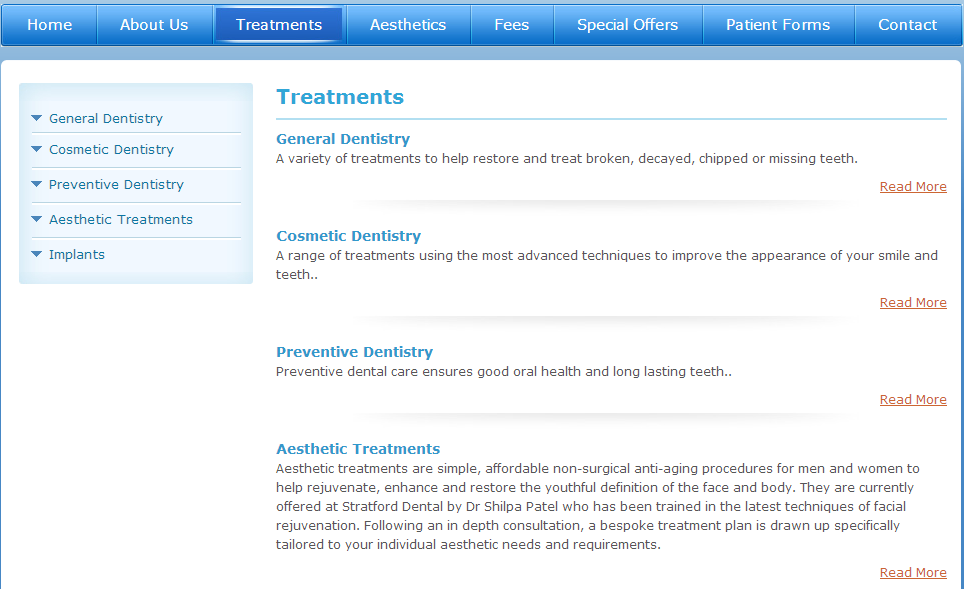 Home About Us Treatments Aesthetics Fees Special Offers Patient Forms Contact
General Dentistry
Cosmetic Dentistry
Preventive Dentistry
Aesthetic Treatments
Implants
Treatments
General Dentistry
A variety of treatments to help restore and treat broken, decayed, chipped or missing teeth.
Read More
Cosmetic Dentistry
A range of treatments using the most advanced techniques to improve the appearance of your smile and
teeth..
Read More
Preventive Dentistry
Preventive dental care ensures good oral health and long lasting teeth..
Read More
Aesthetic Treatments
Aesthetic treatments are simple, affordable non-surgical anti-aging procedures for men and women to
help rejuvenate, enhance and restore the youthful definition of the face and body. They are currently
offered at Stratford Dental by Dr Shilpa Patel who has been trained in the latest techniques of facial
rejuvenation. Following an in depth consultation, a bespoke treatment plan is drawn up specifically
tailored to your individual aesthetic needs and requirements.
Read More